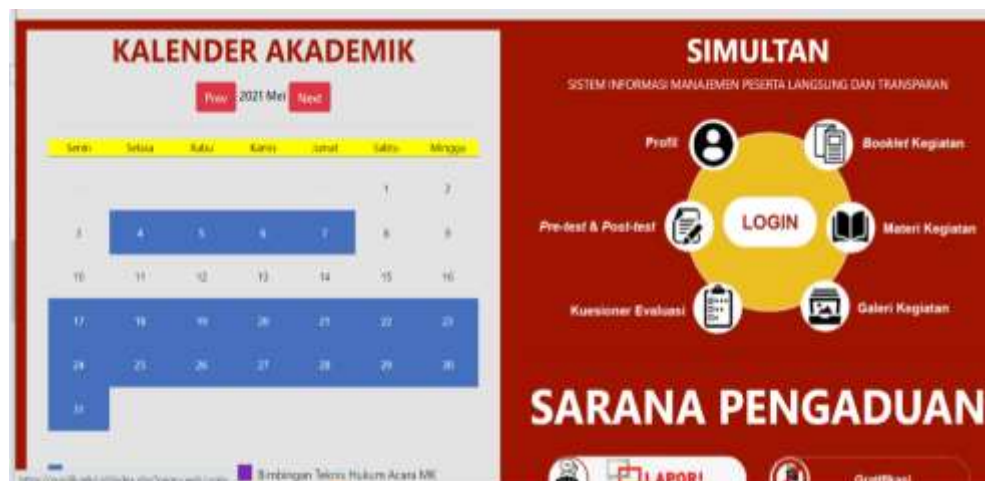 KALENDER AKADEMIK
Prev 2021 Mei Next
Senin Selasa Rabu Kamis Jumat Sabtu Minggu
1 2
3 4 5 6 7 8 9
10 11 12 13 14 15 16
17 18 19 20 21 22 23
24 25 26 27 28 29 30
31
Bimbingan Teknis Hukum Acara MK
SIMULTAN
SISTEM INFORMASI MANAJEMEN PESERTA LANGSUNG DAN TRANSPARAN
Profil
Booklet Kegiatan
Pre-test & Post-test
LOGIN
Materi Kegiatan
Kuesioner Evaluasi
Galeri Kegiatan
SARANA PENGADUAN
LAPOR!
Gratifikasi